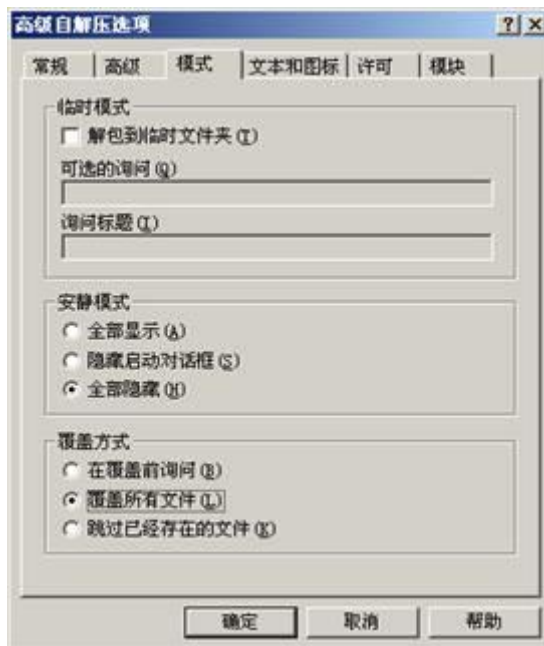 高级自解压选项
常规 高级 模式 文本和图标 许可 模块
临时模式
解包到临时文件夹(T)
可选的询问(Q)
询问标题(I)
安静模式
全部显示(A)
隐藏启动对话框(S)
全部隐藏(H)
覆盖方式
在覆盖前询问(B)
覆盖所有文件(L)
跳过已经存在的文件(K)
确定 取消 帮助